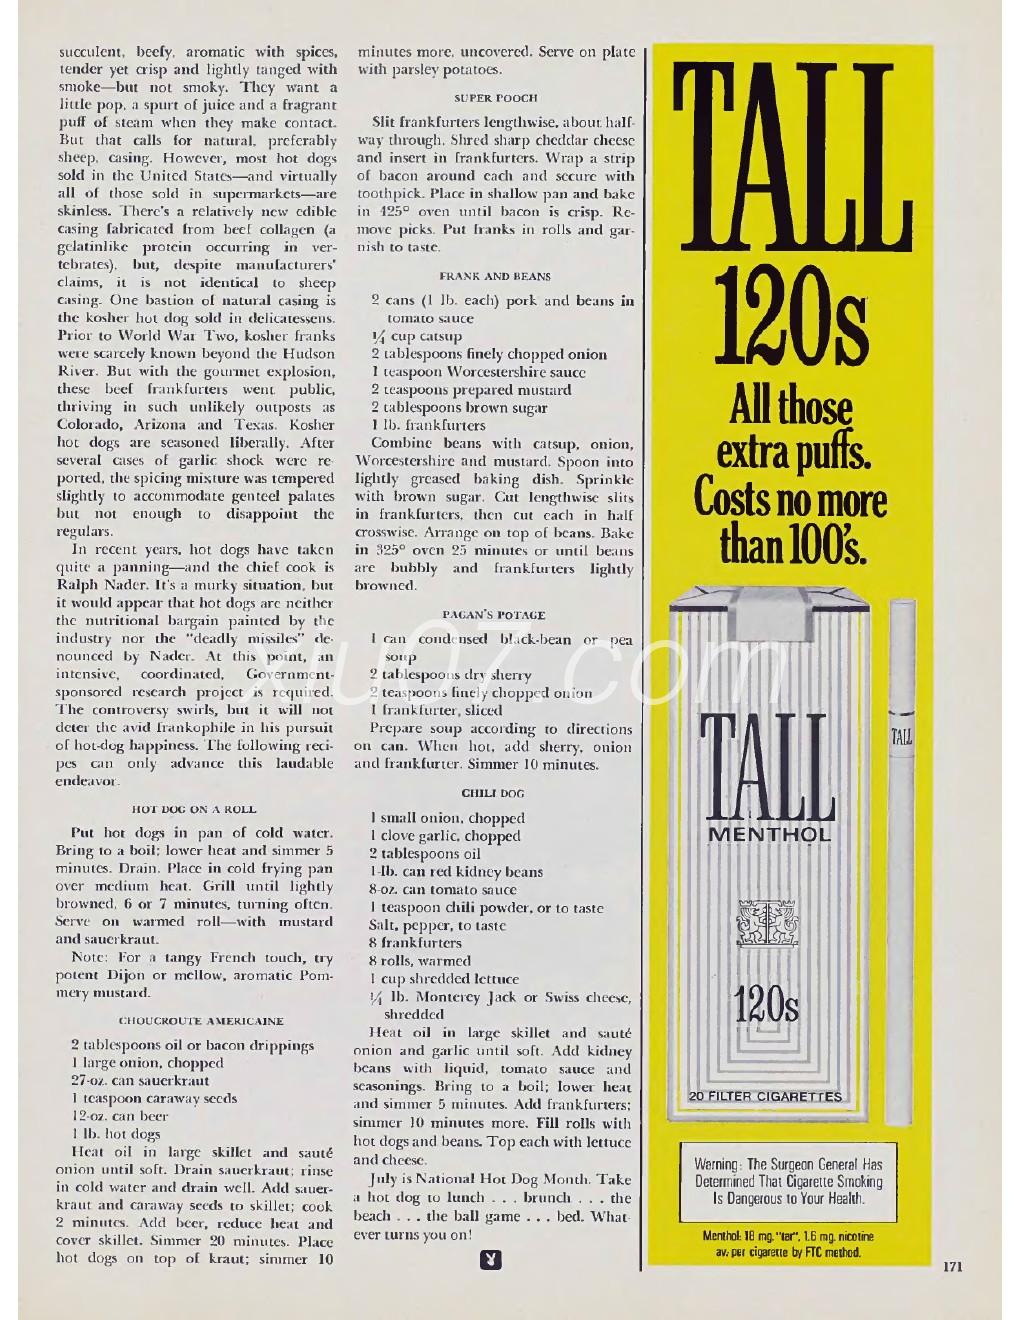 succulent, beefy, aromatic with spices,
tender yet crisp and lightly tanged with
smoke—but not smoky. They want a
little pop, a spurt of juice and a fragrant
puff of steam when they make contact.
But that calls for natural, preferably
sheep, casing. However, most hot dogs
sold in the United States—and virtually
all of those sold in supermarkets—are
skinless. There's a relatively new edible
casing fabricated from beef collagen (a
gelatinlike protein occurring in ver-
tebrates), but, despite manufacturers'
claims, it is not identical to sheep
casing. One bastion of natural casing is
the kosher hot dog sold in delicatessens.
Prior to World War Two, kosher franks
were scarcely known beyond the Hudson
River. But with the gourmet explosion,
these beef frankfurters went public,
thriving in such unlikely outposts as
Colorado, Arizona and Texas. Kosher
hot dogs are seasoned liberally. After
several cases of garlic shock were re-
ported, the spicing mixture was tempered
slightly to accommodate genteel palates
but not enough to disappoint the
regulars.
In recent years, hot dogs have taken
quite a panning—and the chief cook is
Ralph Nader. It's a murky situation, but
it would appear that hot dogs are neither
the nutritional bargain painted by the
industry nor the "deadly missiles" de-
nounced by Nader. At this point, an
intensive, coordinated, Government-
sponsored research project is required.
The controversy swirls, but it will not
deter the avid frankophile in his pursuit
of hot-dog happiness. The following reci-
pes can only advance this laudable
endeavor.
HOT DOG ON A ROLL
Put hot dogs in pan of cold water.
Bring to a boil; lower heat and simmer 5
minutes. Drain. Place in cold frying pan
over medium heat. Grill until lightly
browned, 6 or 7 minutes, turning often.
Serve on warmed roll—with mustard
and sauerkraut.
Note: For a tangy French touch, try
potent Dijon or mellow, aromatic Pom-
mery mustard.
CHOUCROUTE AMERICAINE
2 tablespoons oil or bacon drippings
1 large onion, chopped
27-oz. can sauerkraut
1 teaspoon caraway seeds
12-oz. can beer
1 lb. hot dogs
Heat oil in large skillet and sauté
onion until soft. Drain sauerkraut; rinse
in cold water and drain well. Add sauer-
kraut and caraway seeds to skillet; cook
2 minutes. Add beer, reduce heat and
cover skillet. Simmer 20 minutes. Place
hot dogs on top of kraut; simmer 10
minutes more, uncovered. Serve on plate
with parsley potatoes.
SUPER POOCH
Slit frankfurters lengthwise, about half-
way through. Shred sharp cheddar cheese
and insert in frankfurters. Wrap a strip
of bacon around each and secure with
toothpick. Place in shallow pan and bake
in 425° oven until bacon is crisp. Re-
move picks. Put franks in rolls and gar-
nish to taste.
FRANK AND BEANS
2 cans (1 lb. each) pork and beans in
tomato sauce
¼ cup catsup
2 tablespoons finely chopped onion
1 teaspoon Worcestershire sauce
2 teaspoons prepared mustard
2 tablespoons brown sugar
1 lb. frankfurters
Combine beans with catsup, onion,
Worcestershire and mustard. Spoon into
lightly greased baking dish. Sprinkle
with brown sugar. Cut lengthwise slits
in frankfurters, then cut each in half
crosswise. Arrange on top of beans. Bake
in 325° oven 25 minutes or until beans
are bubbly and frankfurters lightly
browned.
PAGAN'S POTAGE
1 can condensed black-bean or pea
soup
2 tablespoons dry sherry
2 teaspoons finely chopped onion
1 frankfurter, sliced
Prepare soup according to directions
on can. When hot, add sherry, onion
and frankfurter. Simmer 10 minutes.
CHILI DOG
1 small onion, chopped
1 clove garlic, chopped
2 tablespoons oil
1-lb. can red kidney beans
8-oz. can tomato sauce
1 teaspoon chili powder, or to taste
Salt, pepper, to taste
8 frankfurters
8 rolls, warmed
1 cup shredded lettuce
¼ lb. Monterey Jack or Swiss cheese,
shredded
Heat oil in large skillet and sauté
onion and garlic until soft. Add kidney
beans with liquid, tomato sauce and
seasonings. Bring to a boil; lower heat
and simmer 5 minutes. Add frankfurters;
simmer 10 minutes more. Fill rolls with
hot dogs and beans. Top each with lettuce
and cheese.
July is National Hot Dog Month. Take
a hot dog to lunch . . . brunch . . . the
beach . . . the ball game . . . bed. What-
ever turns you on!
TALL
120s
All those
extra puffs.
Costs no more
than 100's.
TALL
MENTHOL
120s
20 FILTER CIGARETTES
TALL
Warning: The Surgeon General Has
Determined That Cigarette Smoking
Is Dangerous to Your Health.
Menthol: 18 mg. "tar", 1.6 mg. nicotine
av. per cigarette by FTC method.
171
xiu07.com